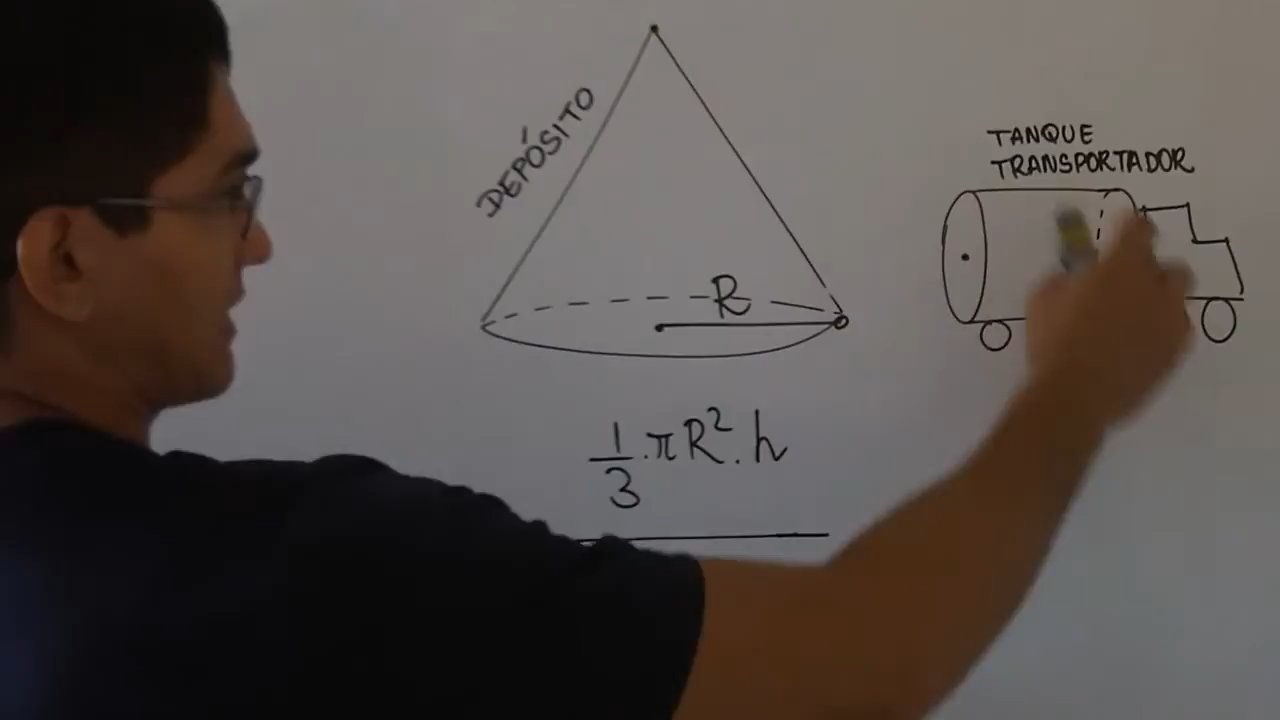 DEPÓSITO
TANQUE
TRANSPORTADOR
R
1/3 . πR² . h